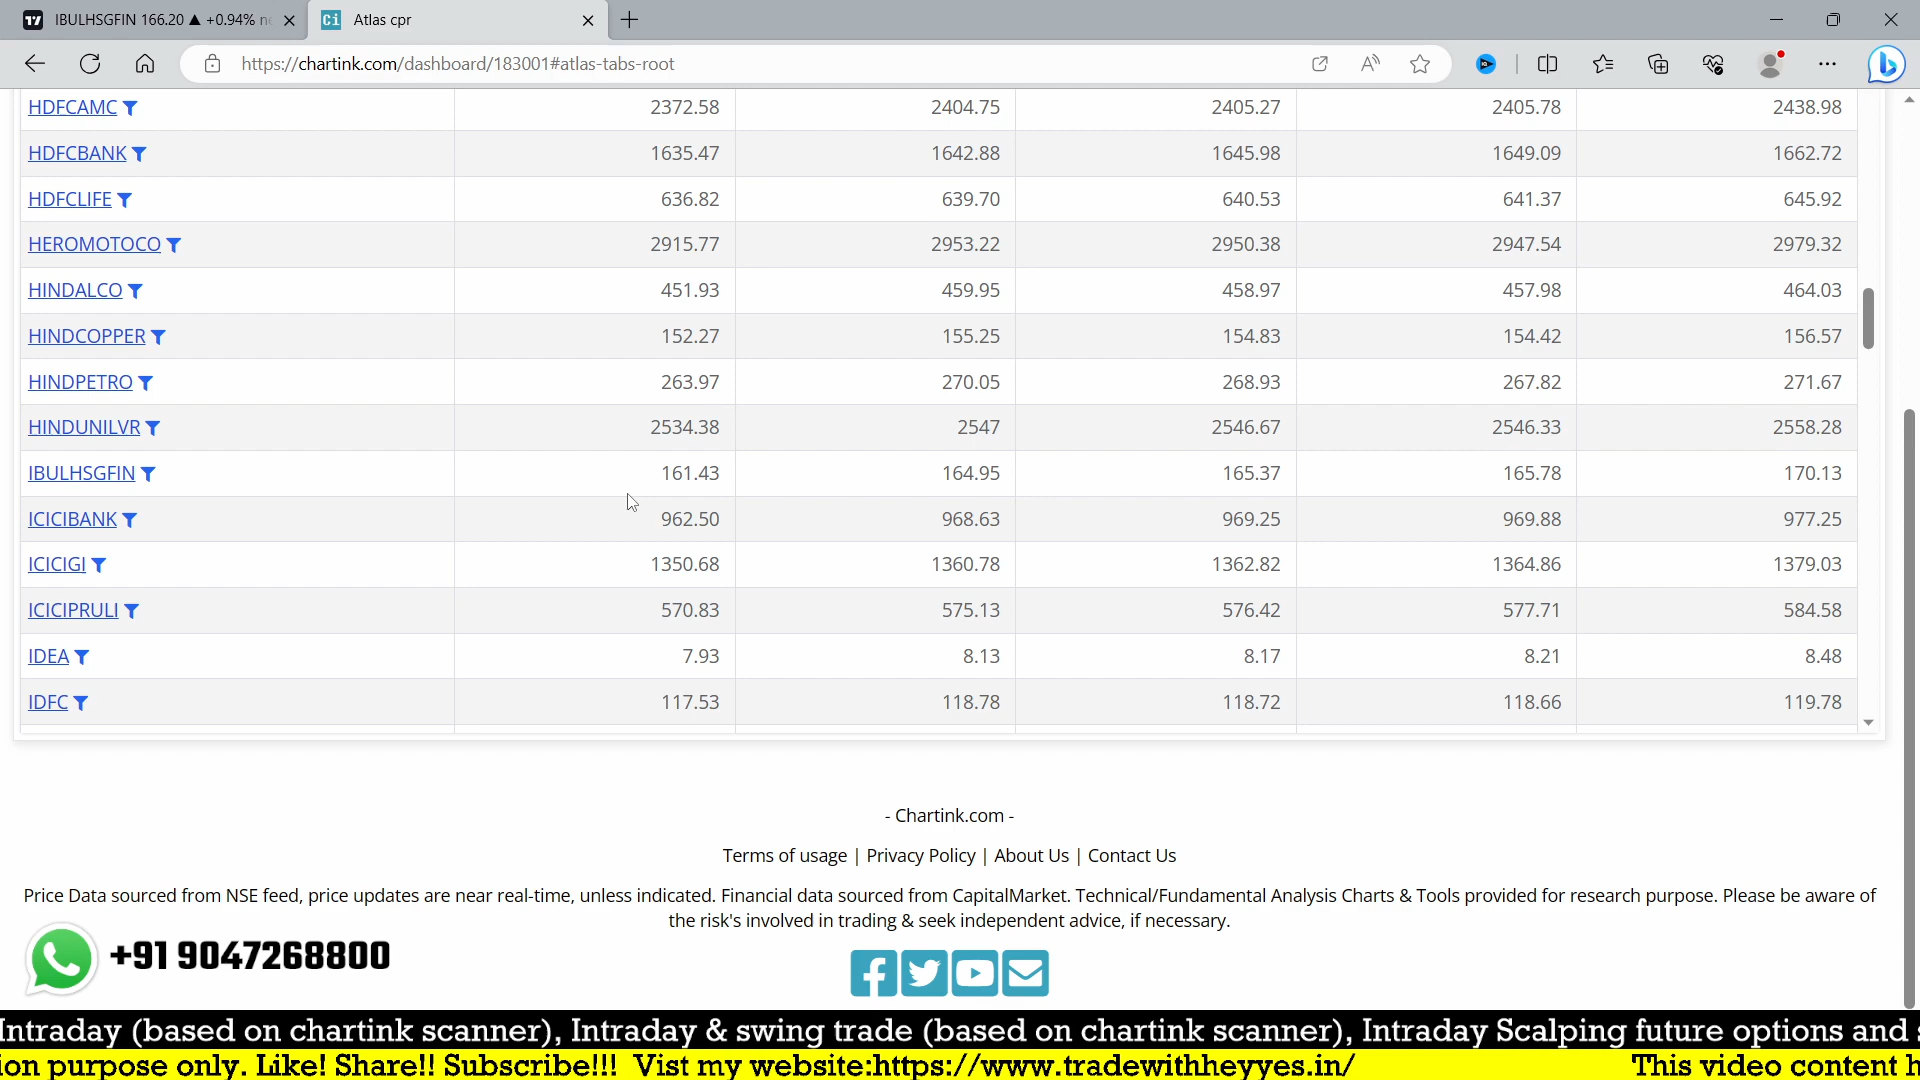 IBULHSGFIN 166.20 ▲ +0.94%
Atlas cpr
https://chartink.com/dashboard/183001#atlas-tabs-root
HDFCAMC 2372.58 2404.75 2405.27 2405.78 2438.98
HDFCBANK 1635.47 1642.88 1645.98 1649.09 1662.72
HDFCLIFE 636.82 639.70 640.53 641.37 645.92
HEROMOTOCO 2915.77 2953.22 2950.38 2947.54 2979.32
HINDALCO 451.93 459.95 458.97 457.98 464.03
HINDCOPPER 152.27 155.25 154.83 154.42 156.57
HINDPETRO 263.97 270.05 268.93 267.82 271.67
HINDUNILVR 2534.38 2547 2546.67 2546.33 2558.28
IBULHSGFIN 161.43 164.95 165.37 165.78 170.13
ICICIBANK 962.50 968.63 969.25 969.88 977.25
ICICIGI 1350.68 1360.78 1362.82 1364.86 1379.03
ICICIPRULI 570.83 575.13 576.42 577.71 584.58
IDEA 7.93 8.13 8.17 8.21 8.48
IDFC 117.53 118.78 118.72 118.66 119.78
- Chartink.com -
Terms of usage | Privacy Policy | About Us | Contact Us
Price Data sourced from NSE feed, price updates are near real-time, unless indicated. Financial data sourced from CapitalMarket. Technical/Fundamental Analysis Charts & Tools provided for research purpose. Please be aware of
the risk's involved in trading & seek independent advice, if necessary.
+91 9047268800
Intraday (based on chartink scanner), Intraday & swing trade (based on chartink scanner), Intraday Scalping future options and
ion purpose only. Like! Share!! Subscribe!!! Vist my website:https://www.tradewithheyyes.in/ This video content